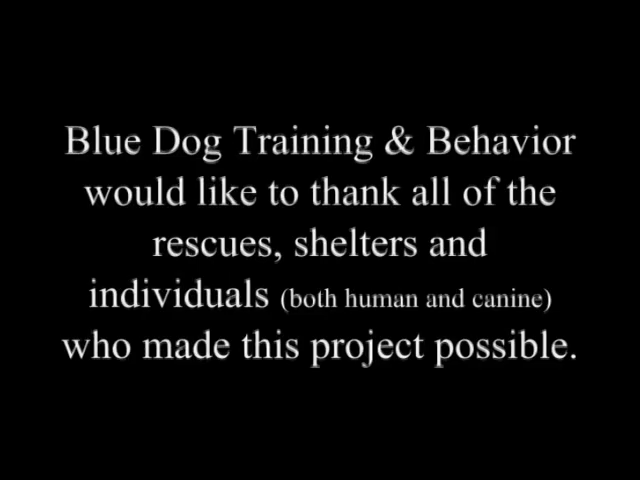 Blue Dog Training & Behavior
would like to thank all of the
rescues, shelters and
individuals (both human and canine)
who made this project possible.